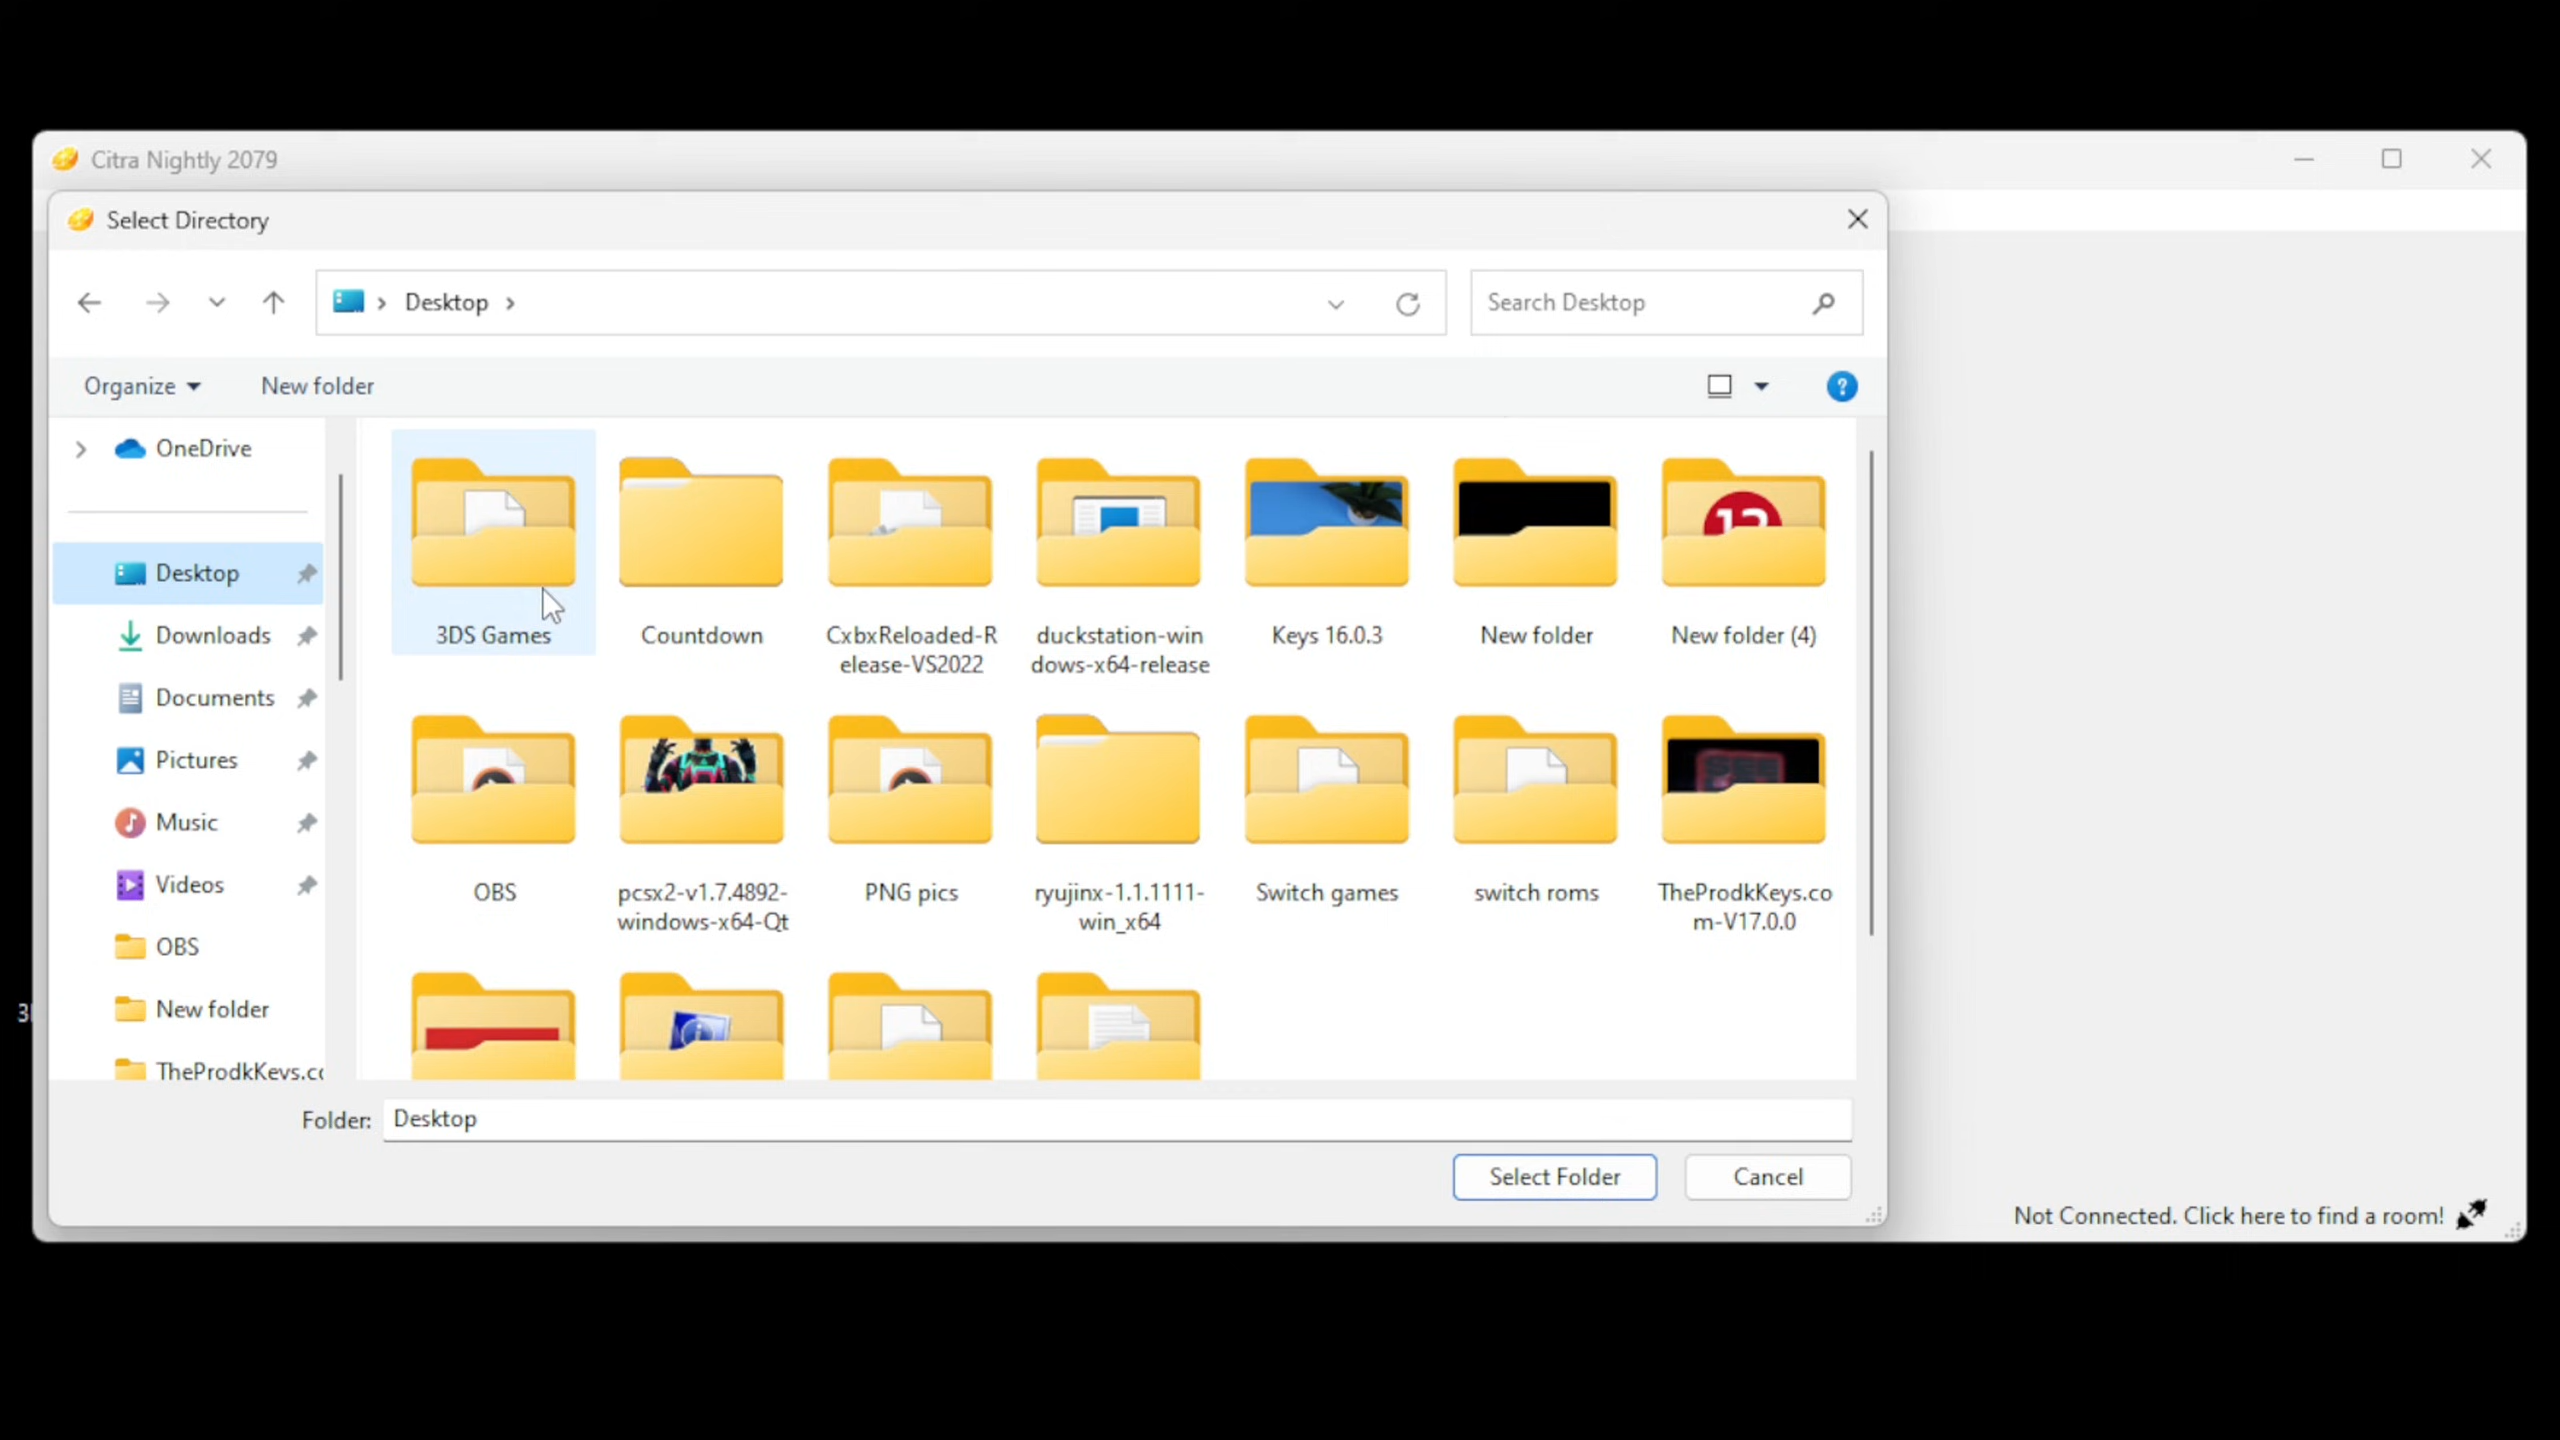 Citra Nightly 2079
Select Directory
Desktop
Search Desktop
Organize
New folder
OneDrive
Desktop
Downloads
Documents
Pictures
Music
Videos
OBS
New folder
TheProdkKeys.co
3DS Games
Countdown
CxbxReloaded-R
elease-VS2022
duckstation-win
dows-x64-release
Keys 16.0.3
New folder
New folder (4)
OBS
pcsx2-v1.7.4892-
windows-x64-Qt
PNG pics
ryujinx-1.1.1111-
win_x64
Switch games
switch roms
TheProdkKeys.co
m-V17.0.0
Folder: Desktop
Select Folder
Cancel
Not Connected. Click here to find a room!